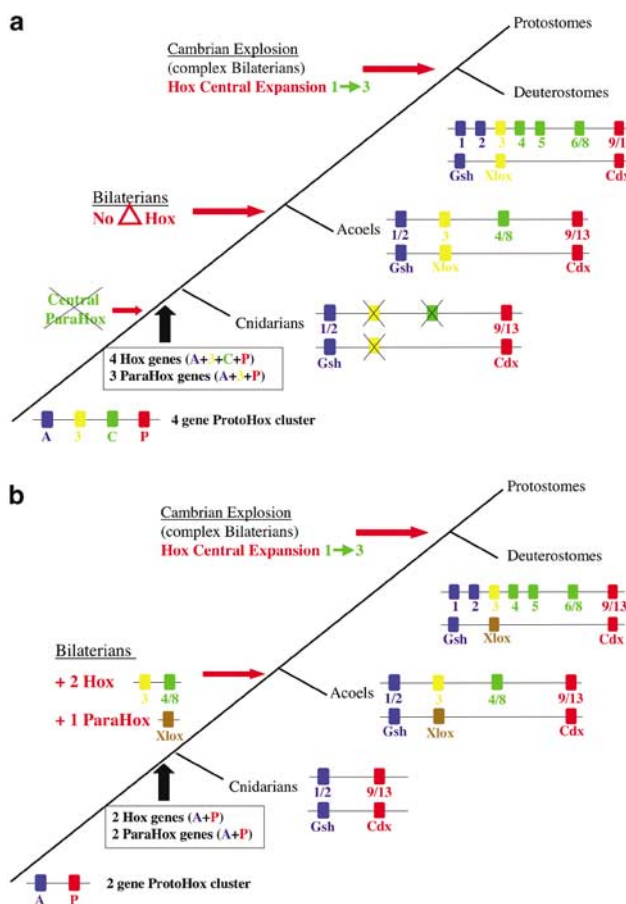 a
Protostomes
Cambrian Explosion
(complex Bilaterians)
Hox Central Expansion 1→3
Deuterostomes
1 2 3 4 5 6/8 9/1
Gsh Xlox Cdx
Bilaterians
No △ Hox
Acoels
1/2 3 4/8 9/13
Gsh Xlox Cdx
Central
ParaHox
Cnidarians
1/2 9/13
Gsh Cdx
4 Hox genes (A+3+C+P)
3 ParaHox genes (A+3+P)
A 3 C P
4 gene ProtoHox cluster
b
Protostomes
Cambrian Explosion
(complex Bilaterians)
Hox Central Expansion 1→3
Deuterostomes
1 2 3 4 5 6/8 9/13
Gsh Xlox Cdx
Bilaterians
+ 2 Hox
3 4/8
+ 1 ParaHox
Xlox
Acoels
1/2 3 4/8 9/13
Gsh Xlox Cdx
Cnidarians
1/2 9/13
Gsh Cdx
2 Hox genes (A+P)
2 ParaHox genes (A+P)
A P
2 gene ProtoHox cluster